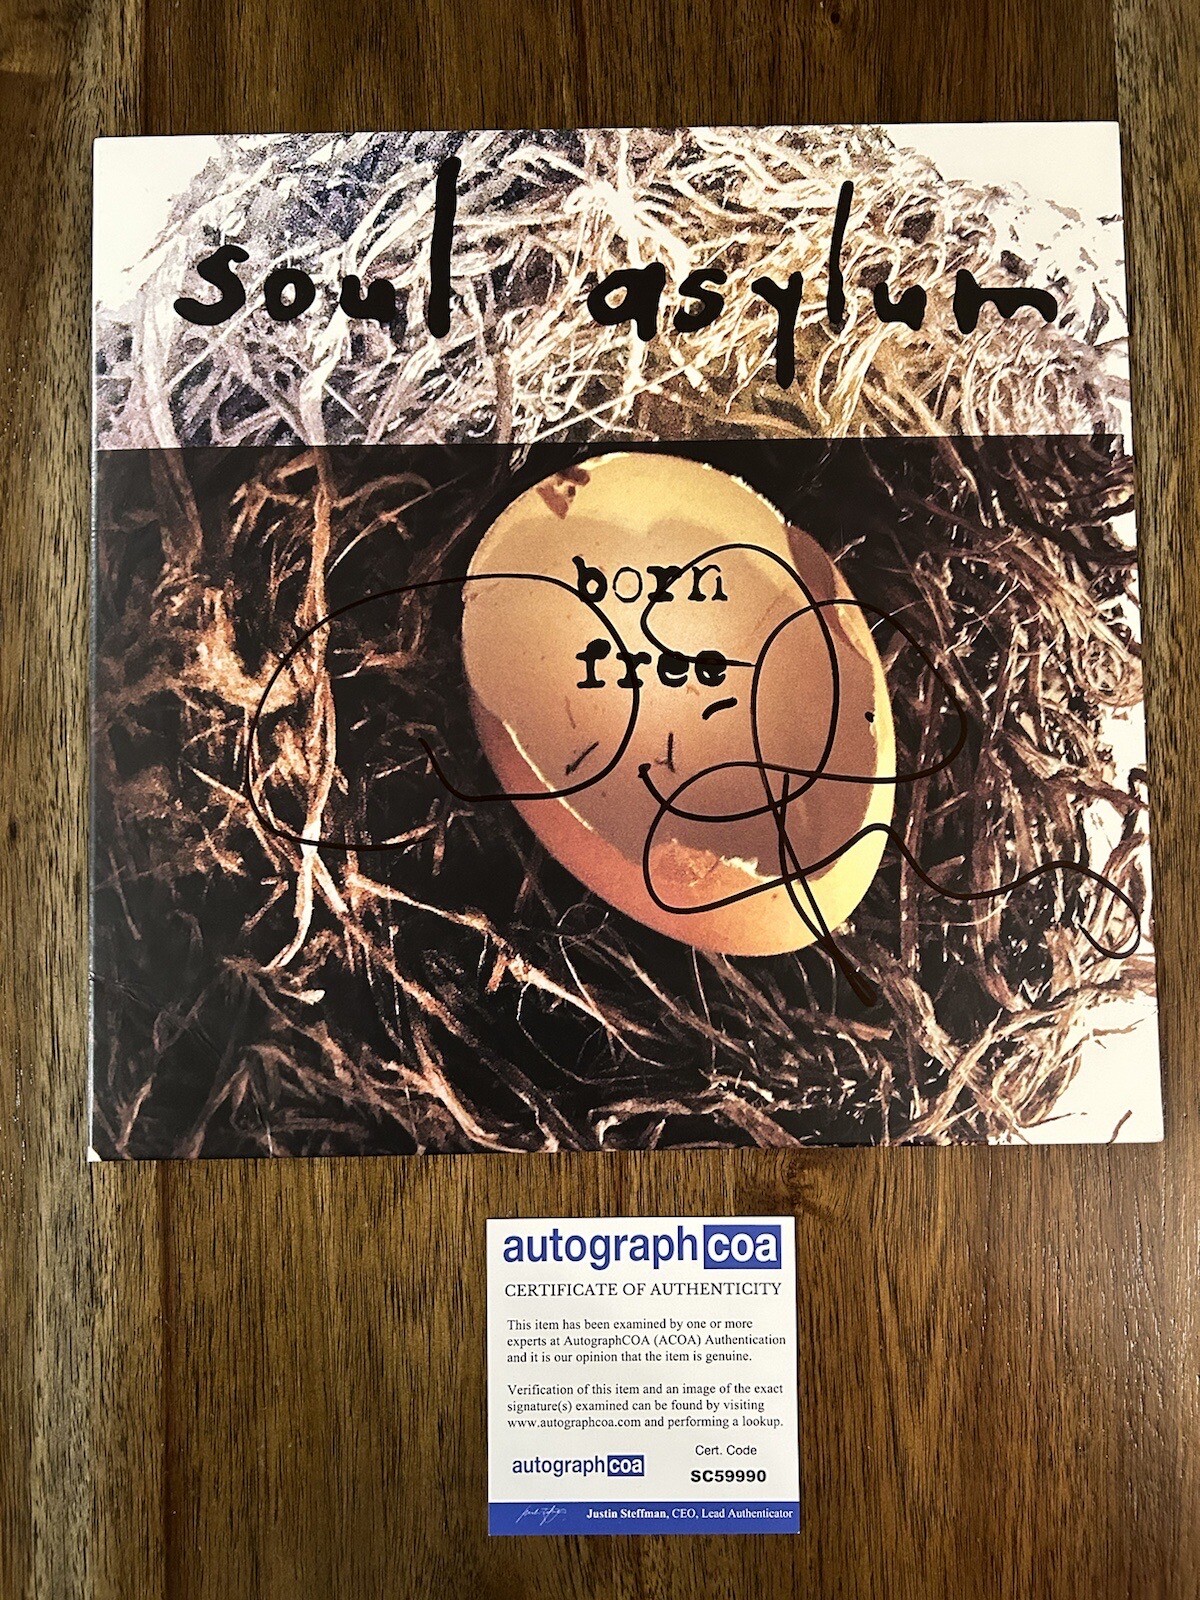 soul asylum
born
free
autographcoa
CERTIFICATE OF AUTHENTICITY
This item has been examined by one or more
experts at AutographCOA (ACOA) Authentication
and it is our opinion that the item is genuine.
Verification of this item and an image of the exact
signature(s) examined can be found by visiting
www.autographcoa.com and performing a lookup.
autographcoa
Cert. Code
SC59990
Justin Steffman, CEO, Lead Authenticator